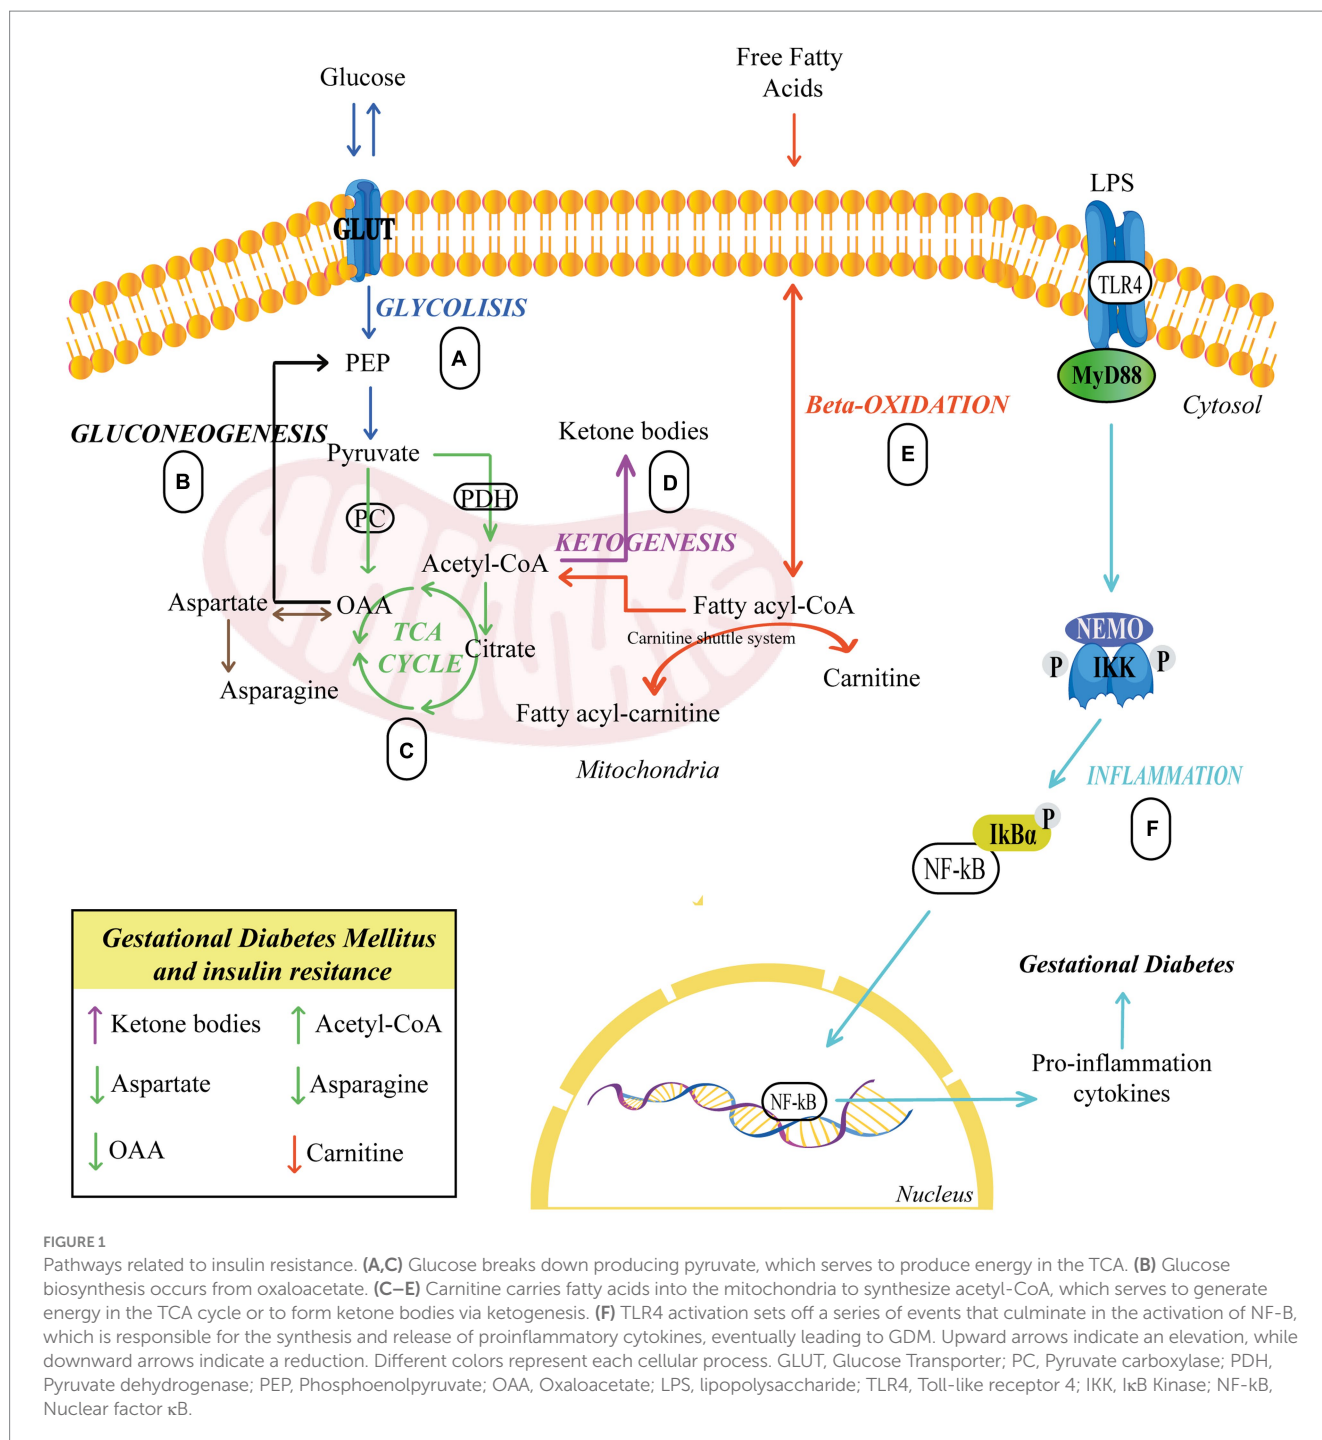 Glucose
Free Fatty
Acids
LPS
GLUT
TLR4
GLYCOLISIS
A
PEP
MyD88
Cytosol
Beta-OXIDATION
E
GLUCONEOGENESIS
B
Ketone bodies
D
Pyruvate
PC
PDH
KETOGENESIS
Acetyl-CoA
Aspartate
OAA
Fatty acyl-CoA
TCA
CYCLE
Citrate
Carnitine shuttle system
Carnitine
Asparagine
Fatty acyl-carnitine
C
Mitochondria
NEMO
P
IKK
P
INFLAMMATION
F
P
IkBα
NF-kB
Gestational Diabetes Mellitus
and insulin resitance
Ketone bodies
Acetyl-CoA
Aspartate
Asparagine
OAA
Carnitine
Gestational Diabetes
Pro-inflammation
cytokines
NF-kB
Nucleus
FIGURE 1
Pathways related to insulin resistance. (A,C) Glucose breaks down producing pyruvate, which serves to produce energy in the TCA. (B) Glucose
biosynthesis occurs from oxaloacetate. (C–E) Carnitine carries fatty acids into the mitochondria to synthesize acetyl-CoA, which serves to generate
energy in the TCA cycle or to form ketone bodies via ketogenesis. (F) TLR4 activation sets off a series of events that culminate in the activation of NF-B,
which is responsible for the synthesis and release of proinflammatory cytokines, eventually leading to GDM. Upward arrows indicate an elevation, while
downward arrows indicate a reduction. Different colors represent each cellular process. GLUT, Glucose Transporter; PC, Pyruvate carboxylase; PDH,
Pyruvate dehydrogenase; PEP, Phosphoenolpyruvate; OAA, Oxaloacetate; LPS, lipopolysaccharide; TLR4, Toll-like receptor 4; IKK, IκB Kinase; NF-kB,
Nuclear factor κB.